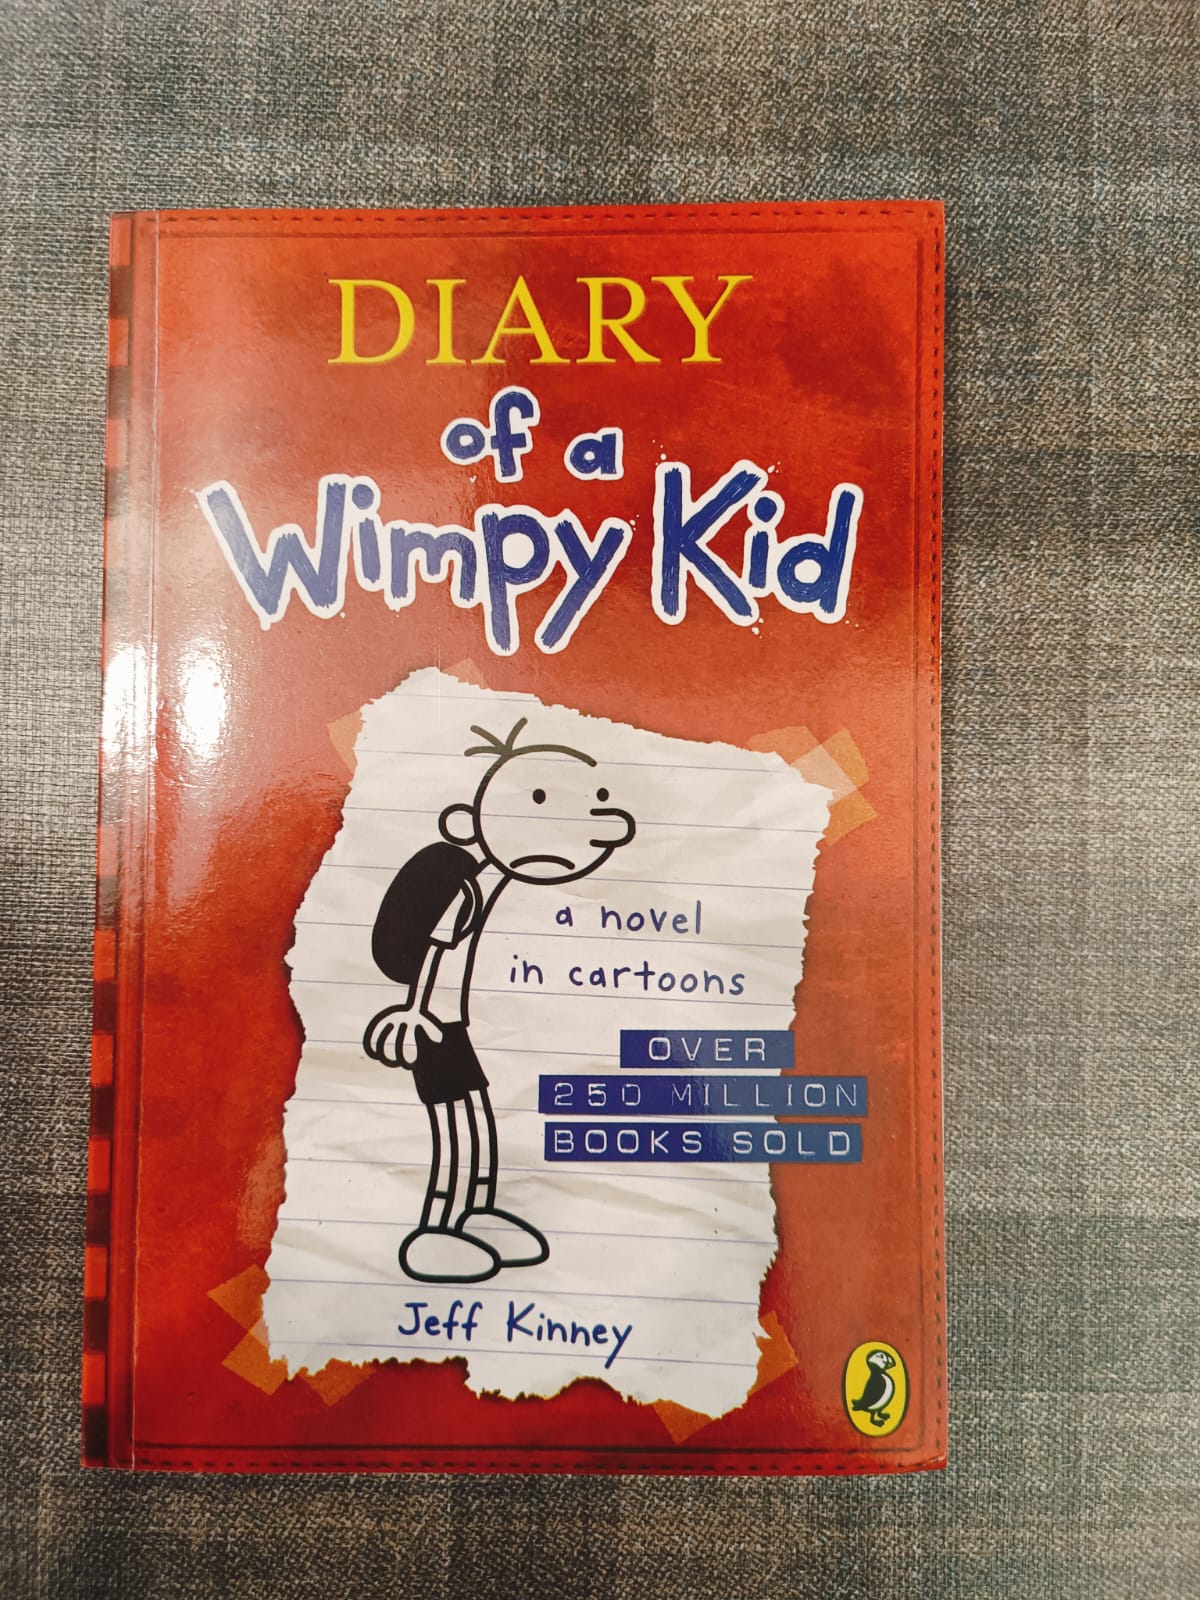 DIARY
of a
Wimpy Kid
a novel
in cartoons
OVER
250 MILLION
BOOKS SOLD
Jeff Kinney